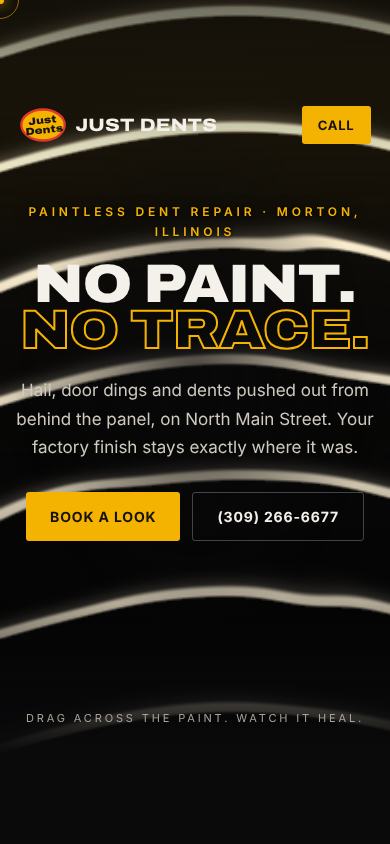 Just
Dents
JUST DENTS
CALL
PAINTLESS DENT REPAIR · MORTON,
ILLINOIS
NO PAINT.
NO TRACE.
Hail, door dings and dents pushed out from
behind the panel, on North Main Street. Your
factory finish stays exactly where it was.
BOOK A LOOK
(309) 266-6677
DRAG ACROSS THE PAINT. WATCH IT HEAL.